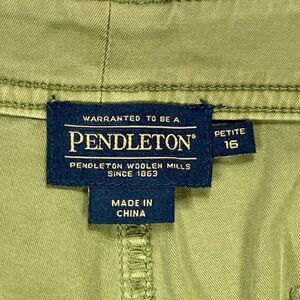 WARRANTED TO BE A
PENDLETON®
PENDLETON WOOLEN MILLS
SINCE 1863
PETITE
16
MADE IN
CHINA